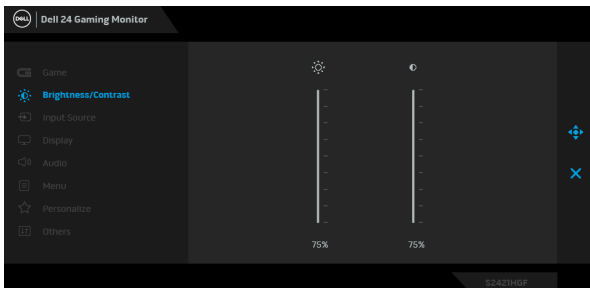 DELL
Dell 24 Gaming Monitor
Game
Brightness/Contrast
Input Source
Display
Audio
Menu
Personalize
Others
75% 75%
S2421HGF